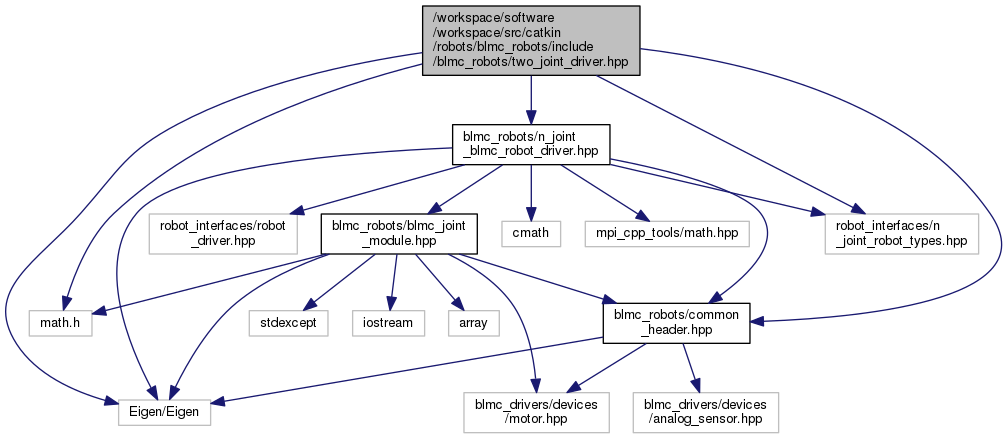 /workspace/software
/workspace/src/catkin
/robots/blmc_robots/include
/blmc_robots/two_joint_driver.hpp
blmc_robots/n_joint
_blmc_robot_driver.hpp
robot_interfaces/robot
_driver.hpp
blmc_robots/blmc_joint
_module.hpp
cmath
mpi_cpp_tools/math.hpp
robot_interfaces/n
_joint_robot_types.hpp
math.h
stdexcept
iostream
array
blmc_robots/common
_header.hpp
Eigen/Eigen
blmc_drivers/devices
/motor.hpp
blmc_drivers/devices
/analog_sensor.hpp